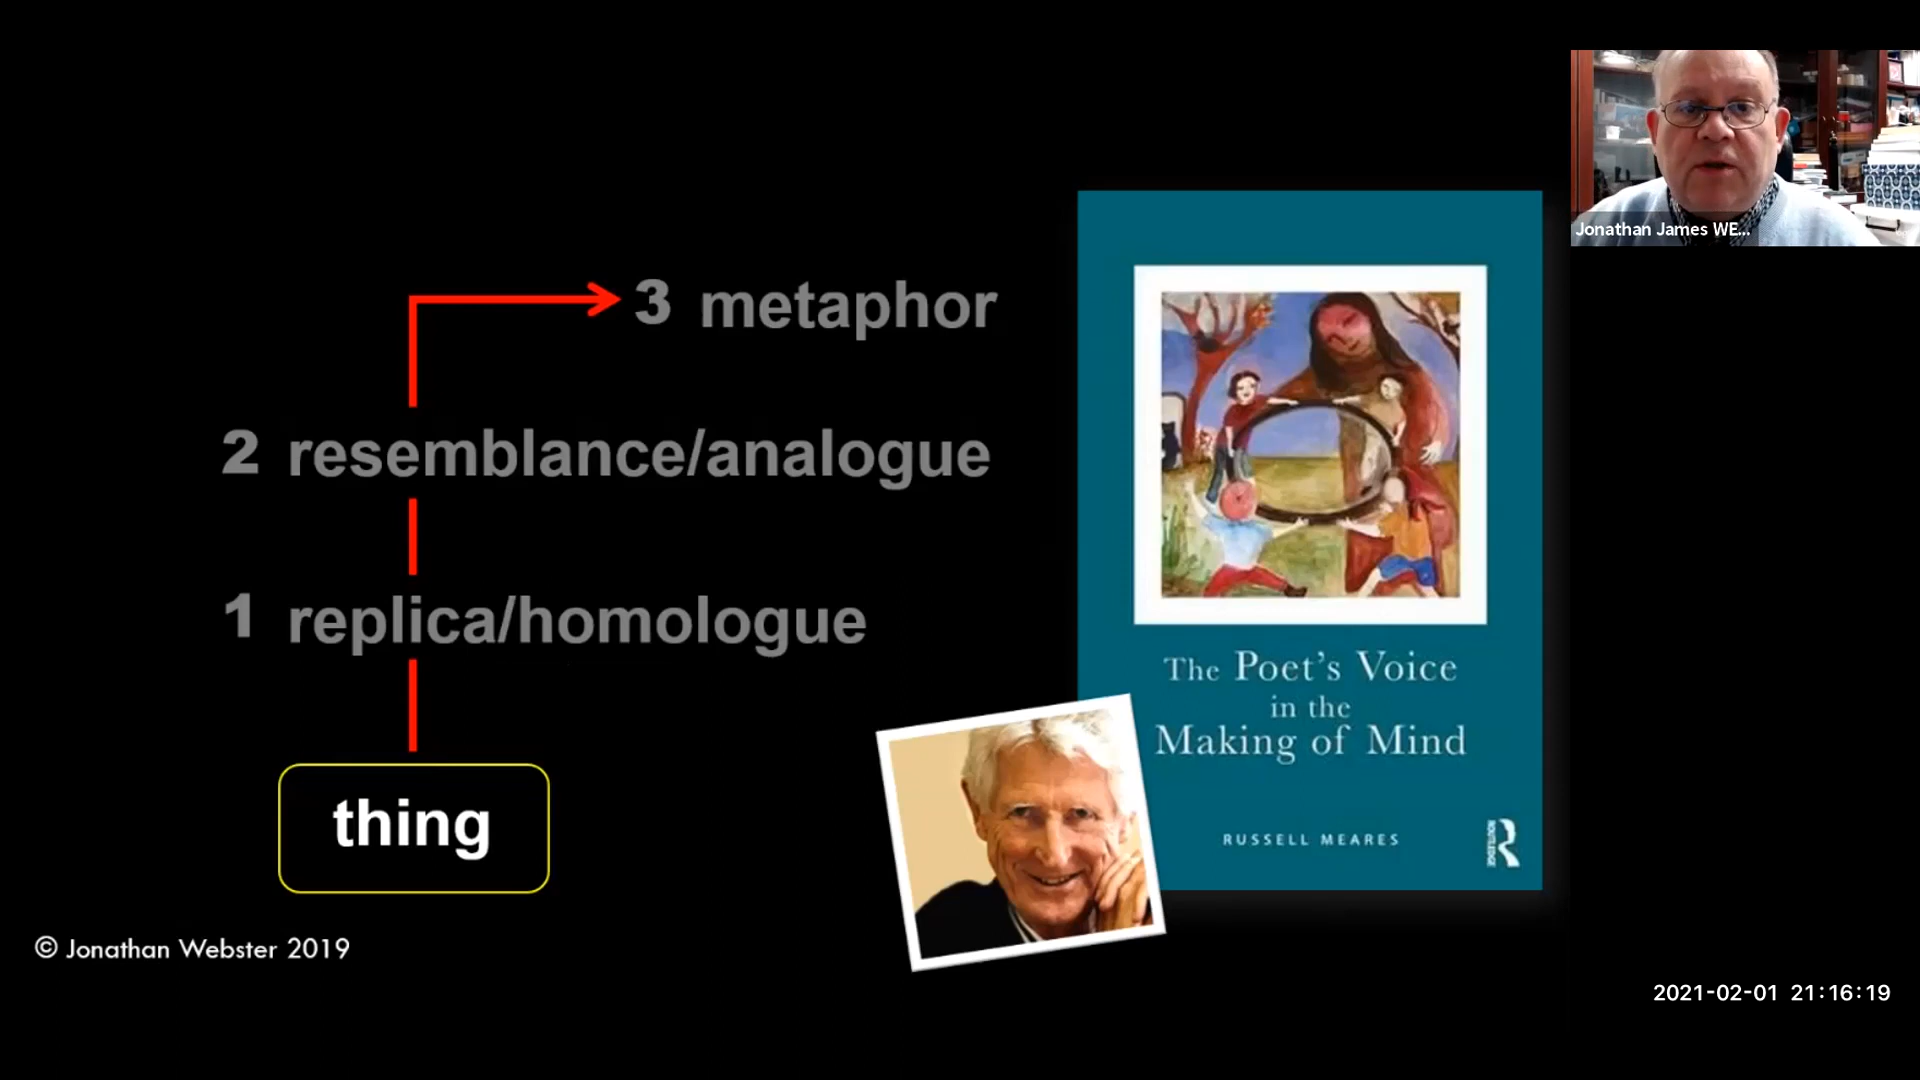 Jonathan James WE...
3 metaphor
2 resemblance/analogue
1 replica/homologue
thing
The Poet's Voice
in the
Making of Mind
RUSSELL MEARES
ROUTLEDGE
© Jonathan Webster 2019
2021-02-01 21:16:19